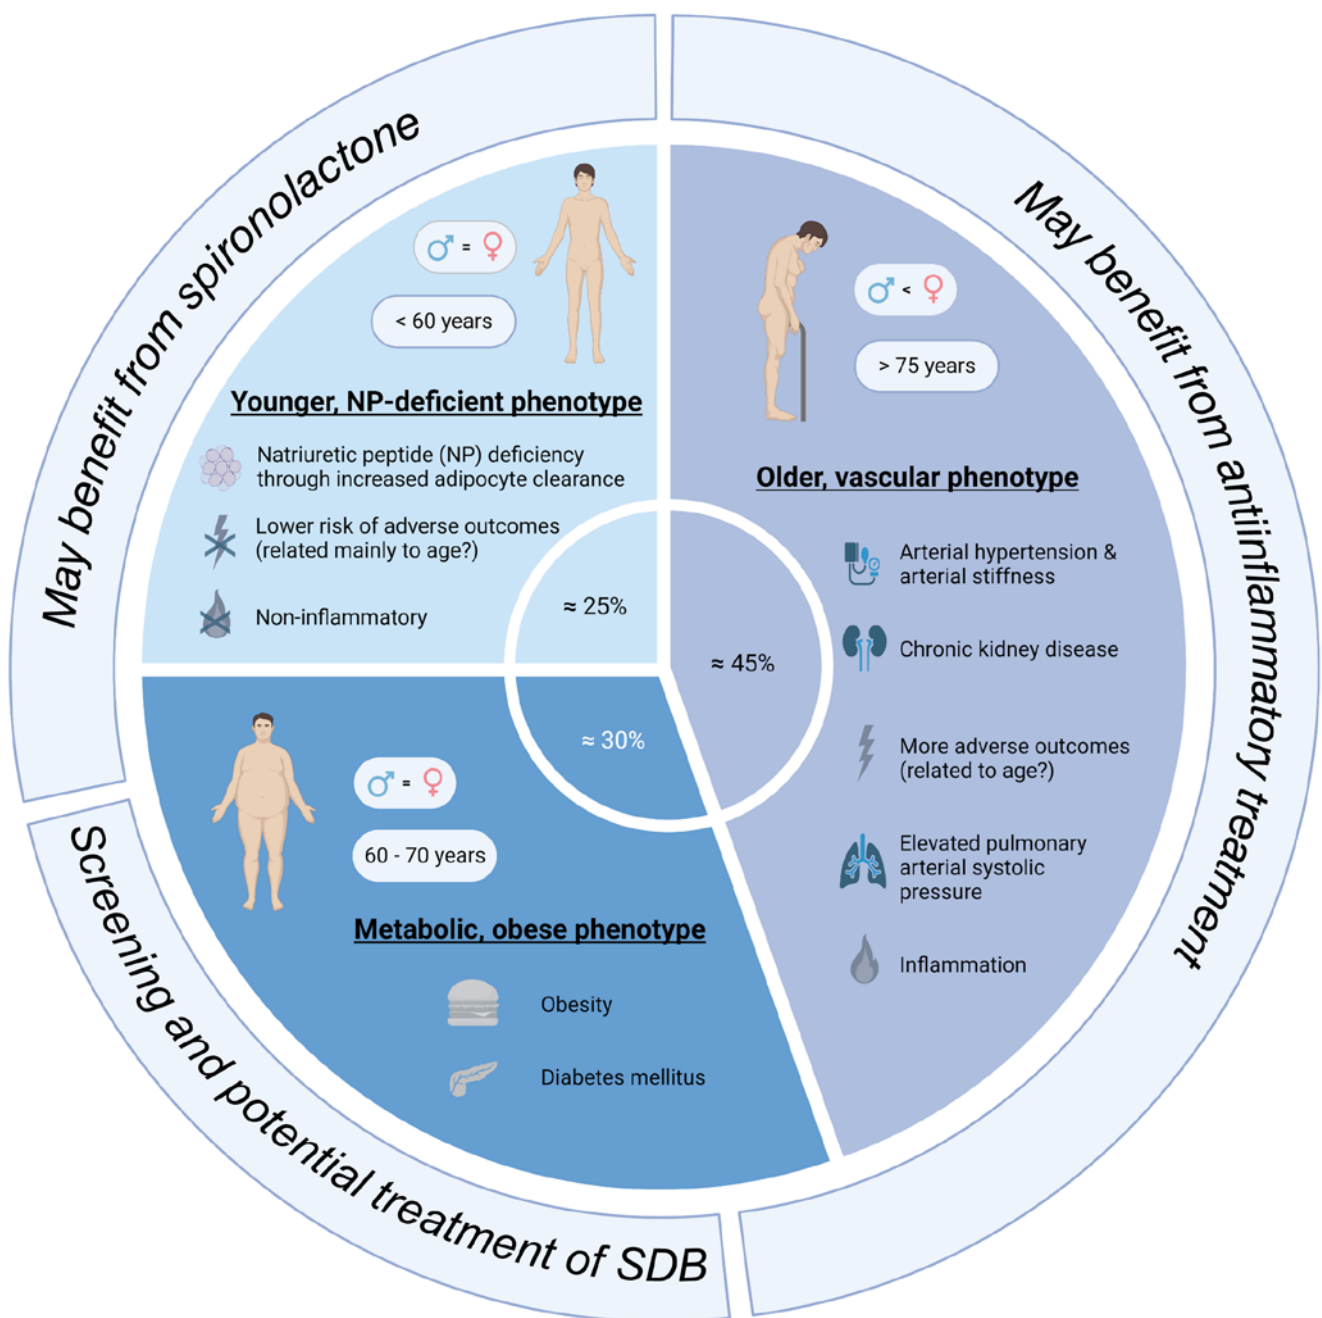 May benefit from spironolactone
♂ = ♀
< 60 years
Younger, NP-deficient phenotype
Natriuretic peptide (NP) deficiency
through increased adipocyte clearance
Lower risk of adverse outcomes
(related mainly to age?)
Non-inflammatory
≈ 25%
May benefit from antiinflammatory treatment
♂ < ♀
> 75 years
Older, vascular phenotype
Arterial hypertension &
arterial stiffness
Chronic kidney disease
More adverse outcomes
(related to age?)
Elevated pulmonary
arterial systolic
pressure
Inflammation
≈ 45%
Screening and potential treatment of SDB
≈ 30%
♂ = ♀
60 - 70 years
Metabolic, obese phenotype
Obesity
Diabetes mellitus